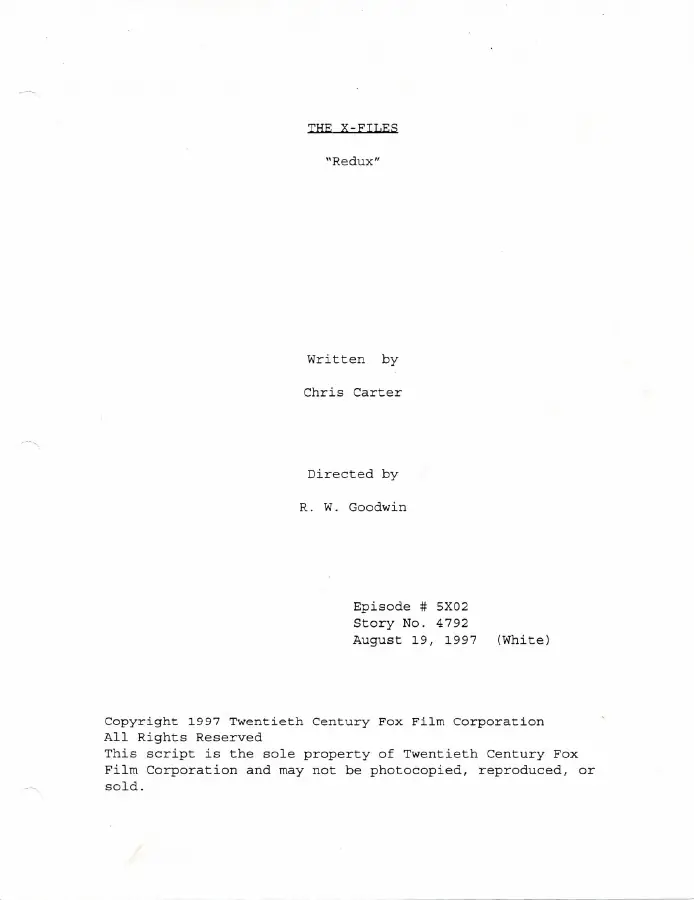 THE X-FILES
"Redux"
Written by
Chris Carter
Directed by
R. W. Goodwin
Episode # 5X02
Story No. 4792
August 19, 1997 (White)
Copyright 1997 Twentieth Century Fox Film Corporation
All Rights Reserved
This script is the sole property of Twentieth Century Fox
Film Corporation and may not be photocopied, reproduced, or
sold.